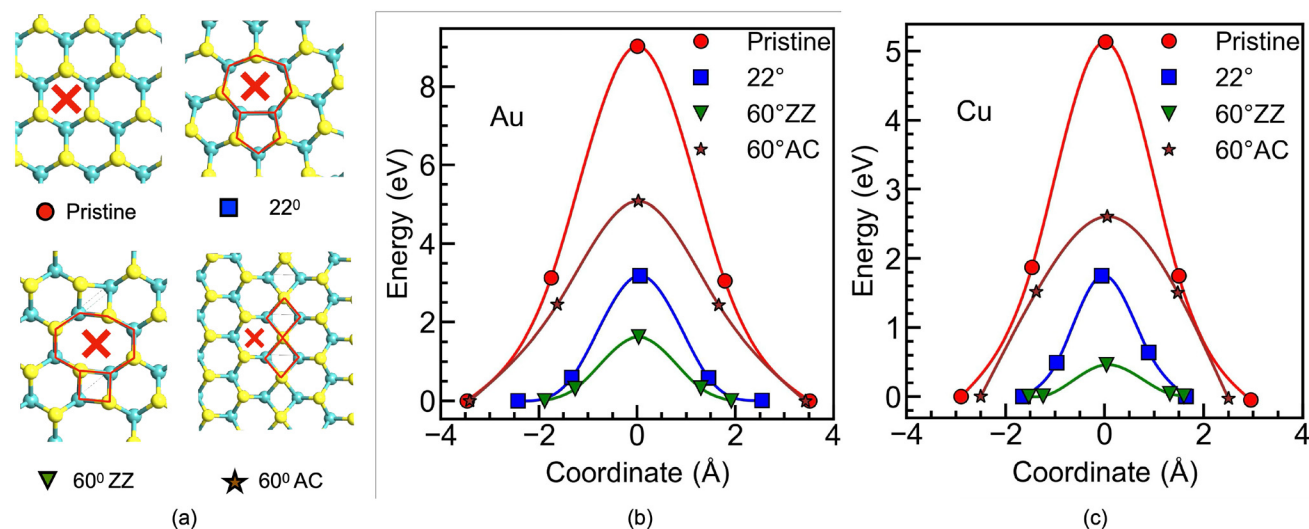 Pristine
22⁰
60⁰ ZZ
60⁰ AC
(a)
Au
Pristine
22°
60°ZZ
60°AC
Energy (eV)
8
6
4
2
0
−4
−2
0
2
4
Coordinate (Å)
(b)
Cu
Pristine
22°
60°ZZ
60°AC
Energy (eV)
5
4
3
2
1
0
−4
−2
0
2
4
Coordinate (Å)
(c)